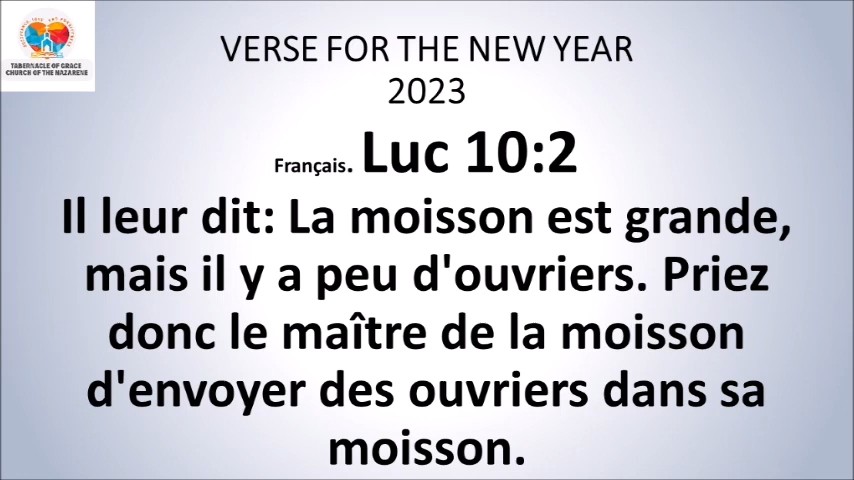 TABERNACLE OF GRACE
CHURCH OF THE NAZARENE
VERSE FOR THE NEW YEAR
2023
Français. Luc 10:2
Il leur dit: La moisson est grande,
mais il y a peu d'ouvriers. Priez
donc le maître de la moisson
d'envoyer des ouvriers dans sa
moisson.